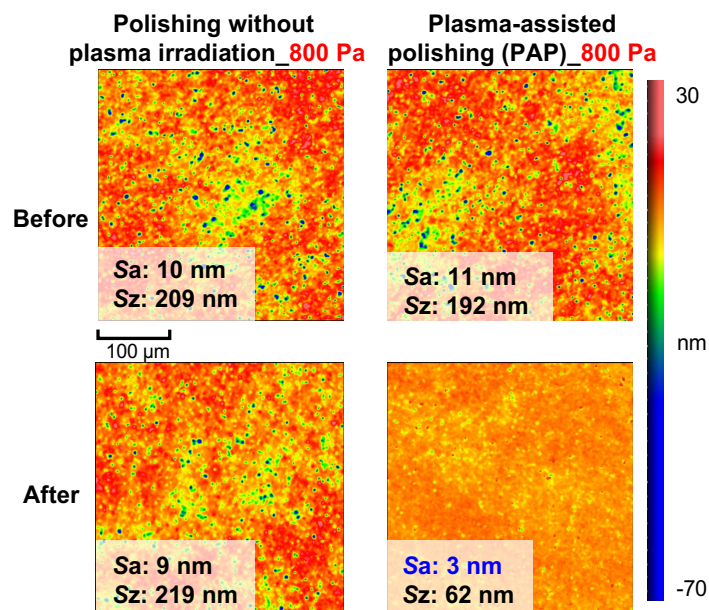 Polishing without
plasma irradiation_800 Pa
Plasma-assisted
polishing (PAP)_800 Pa
30
Before
Sa: 10 nm
Sz: 209 nm
Sa: 11 nm
Sz: 192 nm
100 μm
nm
After
Sa: 9 nm
Sz: 219 nm
Sa: 3 nm
Sz: 62 nm
-70